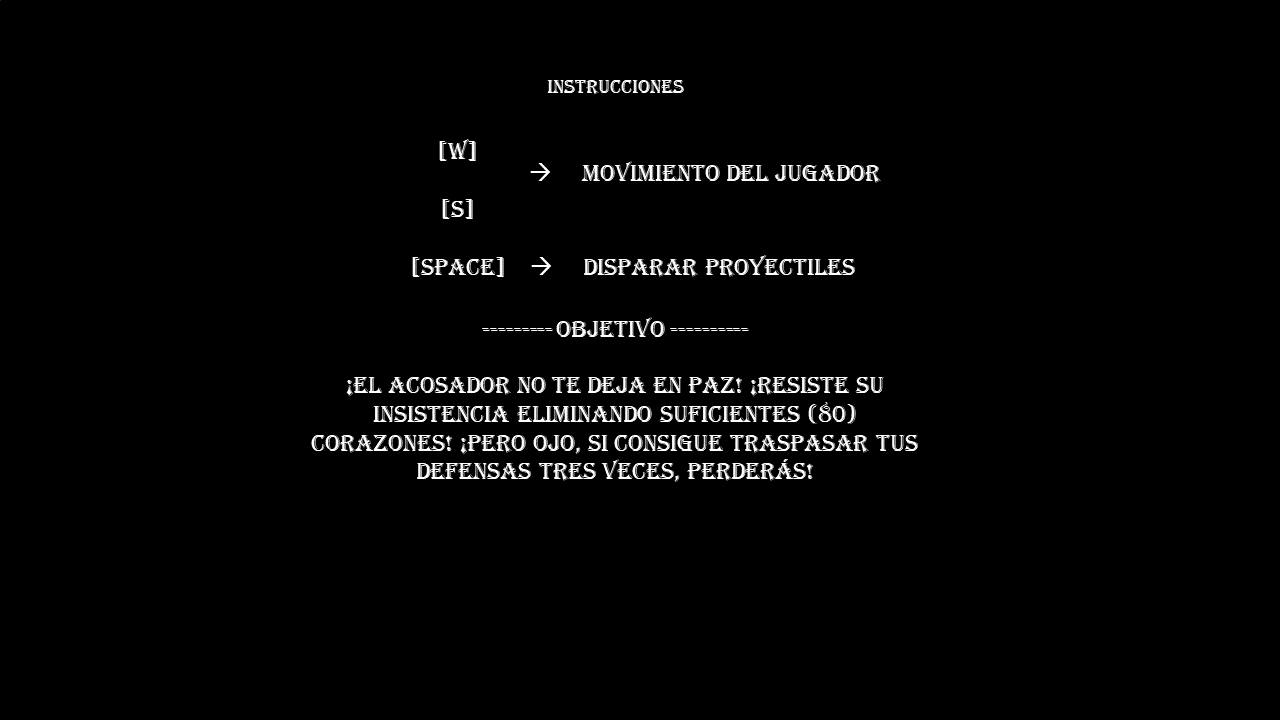 INSTRUCCIONES
[W]
→ MOVIMIENTO DEL JUGADOR
[S]
[SPACE] → DISPARAR PROYECTILES
--------- OBJETIVO ----------
¡EL ACOSADOR NO TE DEJA EN PAZ! ¡RESISTE SU
INSISTENCIA ELIMINANDO SUFICIENTES (80)
CORAZONES! ¡PERO OJO, SI CONSIGUE TRASPASAR TUS
DEFENSAS TRES VECES, PERDERÁS!